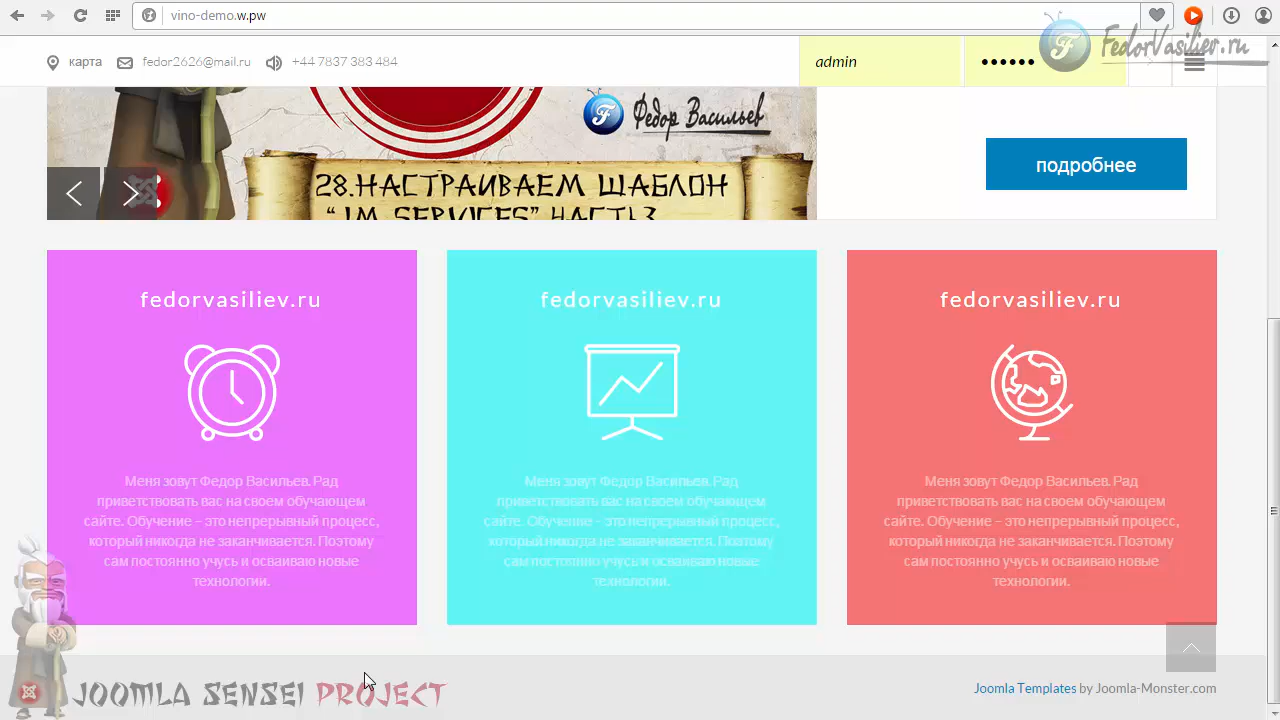 vino-demo.w.pw
карта
fedor2626@mail.ru
+44 7837 383 484
admin
••••••
FedorVasiliev.ru
Федор Васильев
28.НАСТРАИВАЕМ ШАБЛОН
"JM SERVICES" ЧАСТЬ3
подробнее
fedorvasiliev.ru
Меня зовут Федор Васильев. Рад
приветствовать вас на своем обучающем
сайте. Обучение – это непрерывный процесс,
который никогда не заканчивается. Поэтому
сам постоянно учусь и осваиваю новые
технологии.
fedorvasiliev.ru
Меня зовут Федор Васильев. Рад
приветствовать вас на своем обучающем
сайте. Обучение – это непрерывный процесс,
который никогда не заканчивается. Поэтому
сам постоянно учусь и осваиваю новые
технологии.
fedorvasiliev.ru
Меня зовут Федор Васильев. Рад
приветствовать вас на своем обучающем
сайте. Обучение – это непрерывный процесс,
который никогда не заканчивается. Поэтому
сам постоянно учусь и осваиваю новые
технологии.
JOOMLA SENSEI PROJECT
Joomla Templates by Joomla-Monster.com